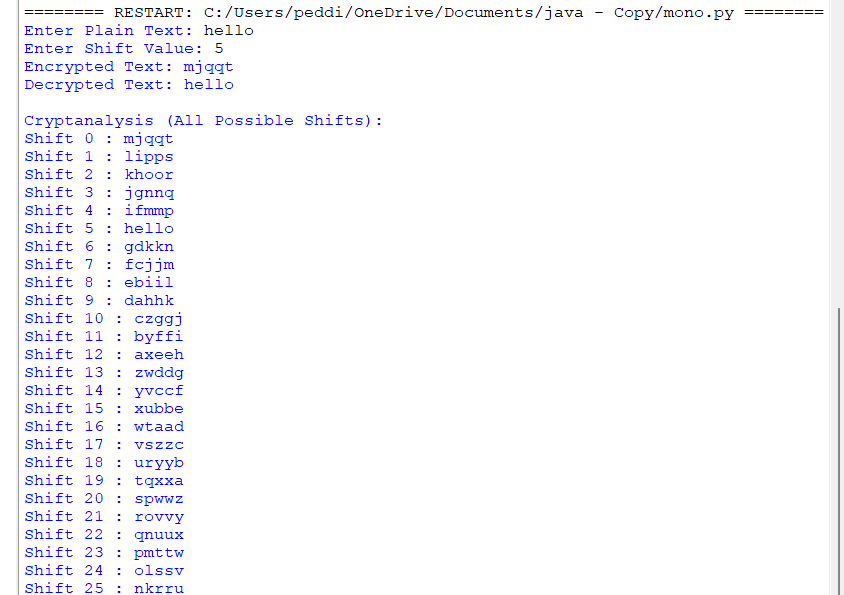 ======== RESTART: C:/Users/peddi/OneDrive/Documents/java - Copy/mono.py ========
Enter Plain Text: hello
Enter Shift Value: 5
Encrypted Text: mjqqt
Decrypted Text: hello

Cryptanalysis (All Possible Shifts):
Shift 0 : mjqqt
Shift 1 : lipps
Shift 2 : khoor
Shift 3 : jgnnq
Shift 4 : ifmmp
Shift 5 : hello
Shift 6 : gdkkn
Shift 7 : fcjjm
Shift 8 : ebiil
Shift 9 : dahhk
Shift 10 : czggj
Shift 11 : byffi
Shift 12 : axeeh
Shift 13 : zwddg
Shift 14 : yvccf
Shift 15 : xubbe
Shift 16 : wtaad
Shift 17 : vszzc
Shift 18 : uryyb
Shift 19 : tqxxa
Shift 20 : spwwz
Shift 21 : rovvy
Shift 22 : qnuux
Shift 23 : pmttw
Shift 24 : olssv
Shift 25 : nkrru